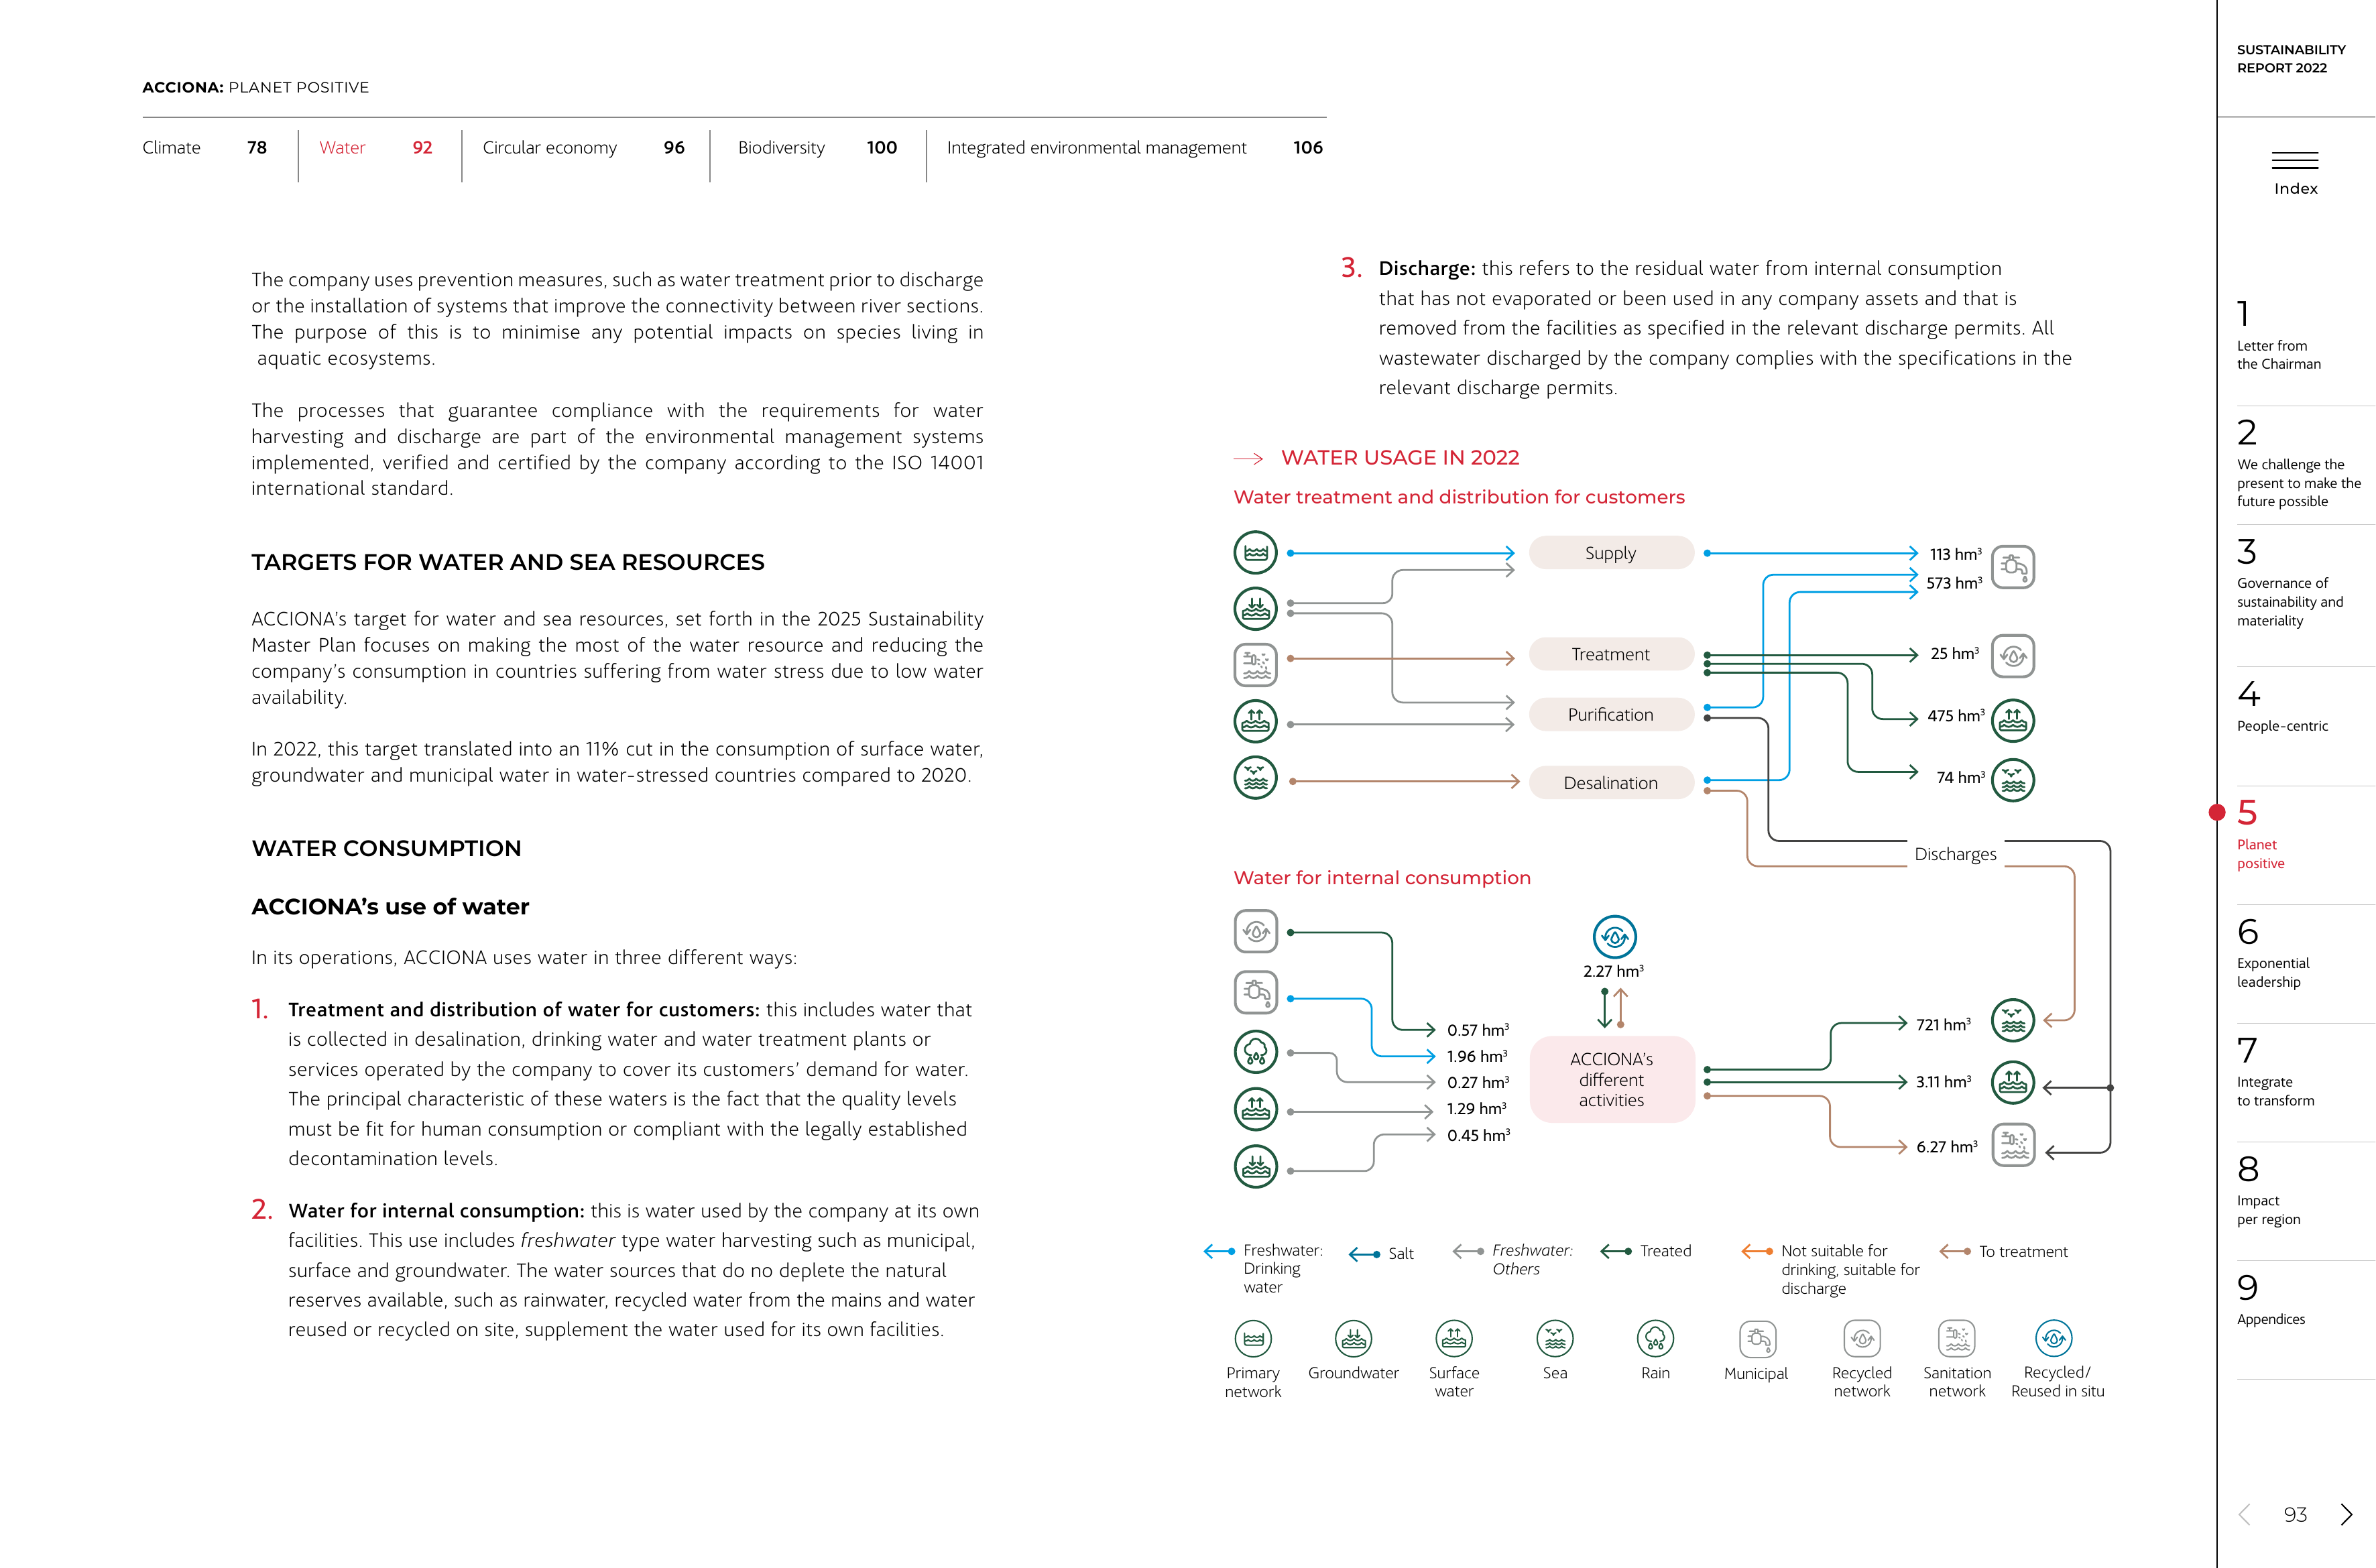 ACCIONA: PLANET POSITIVE
Climate 78
Water 92
Circular economy 96
Biodiversity 100
Integrated environmental management 106
The company uses prevention measures, such as water treatment prior to discharge
or the installation of systems that improve the connectivity between river sections.
The purpose of this is to minimise any potential impacts on species living in
aquatic ecosystems.
The processes that guarantee compliance with the requirements for water
harvesting and discharge are part of the environmental management systems
implemented, verified and certified by the company according to the ISO 14001
international standard.
TARGETS FOR WATER AND SEA RESOURCES
ACCIONA's target for water and sea resources, set forth in the 2025 Sustainability
Master Plan focuses on making the most of the water resource and reducing the
company's consumption in countries suffering from water stress due to low water
availability.
In 2022, this target translated into an 11% cut in the consumption of surface water,
groundwater and municipal water in water-stressed countries compared to 2020.
WATER CONSUMPTION
ACCIONA's use of water
In its operations, ACCIONA uses water in three different ways:
1. Treatment and distribution of water for customers: this includes water that
is collected in desalination, drinking water and water treatment plants or
services operated by the company to cover its customers' demand for water.
The principal characteristic of these waters is the fact that the quality levels
must be fit for human consumption or compliant with the legally established
decontamination levels.
2. Water for internal consumption: this is water used by the company at its own
facilities. This use includes freshwater type water harvesting such as municipal,
surface and groundwater. The water sources that do no deplete the natural
reserves available, such as rainwater, recycled water from the mains and water
reused or recycled on site, supplement the water used for its own facilities.
3. Discharge: this refers to the residual water from internal consumption
that has not evaporated or been used in any company assets and that is
removed from the facilities as specified in the relevant discharge permits. All
wastewater discharged by the company complies with the specifications in the
relevant discharge permits.
WATER USAGE IN 2022
Water treatment and distribution for customers
Supply
Treatment
Purification
Desalination
113 hm³
573 hm³
25 hm³
475 hm³
74 hm³
Discharges
Water for internal consumption
0.57 hm³
1.96 hm³
0.27 hm³
1.29 hm³
0.45 hm³
2.27 hm³
ACCIONA's
different
activities
721 hm³
3.11 hm³
6.27 hm³
Freshwater:
Drinking
water
Salt
Freshwater:
Others
Treated
Not suitable for
drinking, suitable for
discharge
To treatment
Primary
network
Groundwater
Surface
water
Sea
Rain
Municipal
Recycled
network
Sanitation
network
Recycled/
Reused in situ
SUSTAINABILITY
REPORT 2022
Index
1
Letter from
the Chairman
2
We challenge the
present to make the
future possible
3
Governance of
sustainability and
materiality
4
People-centric
5
Planet
positive
6
Exponential
leadership
7
Integrate
to transform
8
Impact
per region
9
Appendices
93